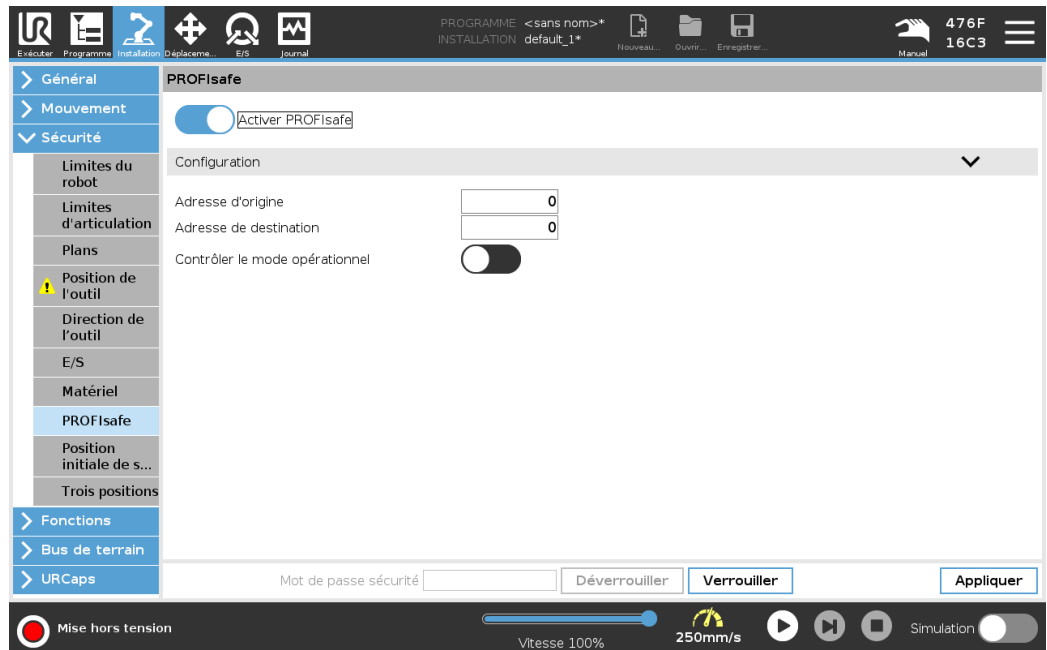 UR
PROGRAMME <sans nom>*
INSTALLATION default_1*
Exécuter Programme Installation Déplaceme... E/S Journal
Nouveau... Ouvrir... Enregistrer...
Manuel
476F
16C3
Général
Mouvement
Sécurité
Limites du
robot
Limites
d'articulation
Plans
Position de
l'outil
Direction de
l’outil
E/S
Matériel
PROFIsafe
Position
initiale de s...
Trois positions
Fonctions
Bus de terrain
URCaps
PROFIsafe
Activer PROFIsafe
Configuration
Adresse d'origine 0
Adresse de destination 0
Contrôler le mode opérationnel
Mot de passe sécurité Déverrouiller Verrouiller Appliquer
Mise hors tension
Vitesse 100%
250mm/s
Simulation